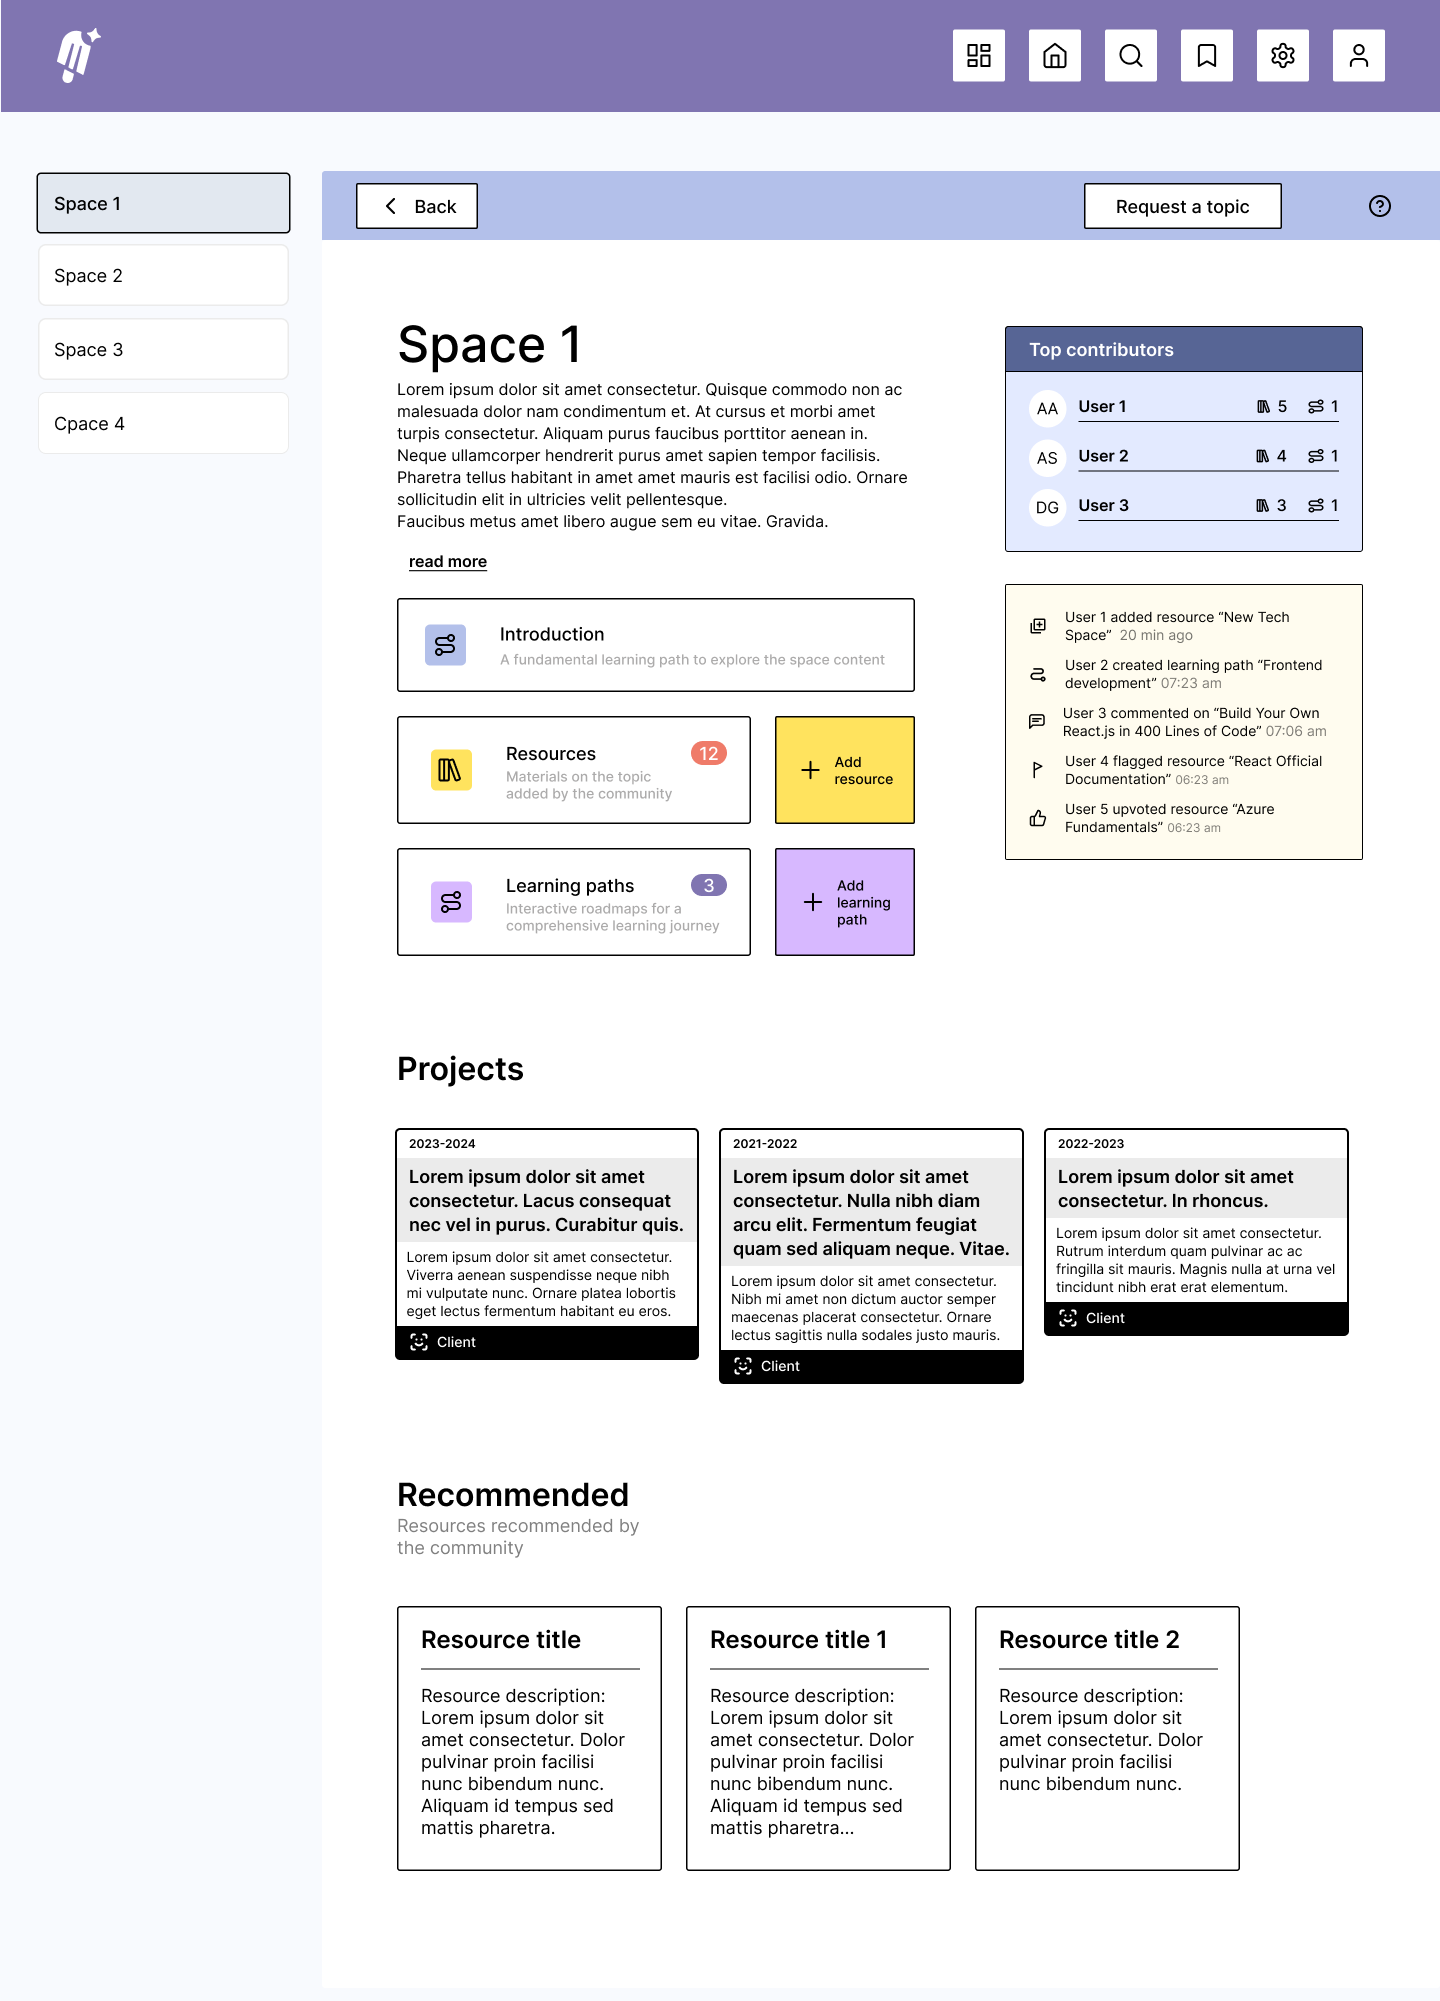 Space 1
Space 2
Space 3
Cpace 4
Back
Request a topic
Space 1
Lorem ipsum dolor sit amet consectetur. Quisque commodo non ac
malesuada dolor nam condimentum et. At cursus et morbi amet
turpis consectetur. Aliquam purus faucibus porttitor aenean in.
Neque ullamcorper hendrerit purus amet sapien tempor facilisis.
Pharetra tellus habitant in amet amet mauris est facilisi odio. Ornare
sollicitudin elit in ultricies velit pellentesque.
Faucibus metus amet libero augue sem eu vitae. Gravida.
read more
Introduction
A fundamental learning path to explore the space content
Resources
12
Materials on the topic
added by the community
Add
resource
Learning paths
3
Interactive roadmaps for a
comprehensive learning journey
Add
learning
path
Top contributors
AA User 1 5 1
AS User 2 4 1
DG User 3 3 1
User 1 added resource “New Tech
Space” 20 min ago
User 2 created learning path “Frontend
development” 07:23 am
User 3 commented on “Build Your Own
React.js in 400 Lines of Code” 07:06 am
User 4 flagged resource “React Official
Documentation” 06:23 am
User 5 upvoted resource “Azure
Fundamentals” 06:23 am
Projects
2023-2024
Lorem ipsum dolor sit amet
consectetur. Lacus consequat
nec vel in purus. Curabitur quis.
Lorem ipsum dolor sit amet consectetur.
Viverra aenean suspendisse neque nibh
mi vulputate nunc. Ornare platea lobortis
eget lectus fermentum habitant eu eros.
Client
2021-2022
Lorem ipsum dolor sit amet
consectetur. Nulla nibh diam
arcu elit. Fermentum feugiat
quam sed aliquam neque. Vitae.
Lorem ipsum dolor sit amet consectetur.
Nibh mi amet non dictum auctor semper
maecenas placerat consectetur. Ornare
lectus sagittis nulla sodales justo mauris.
Client
2022-2023
Lorem ipsum dolor sit amet
consectetur. In rhoncus.
Lorem ipsum dolor sit amet consectetur.
Rutrum interdum quam pulvinar ac ac
fringilla sit mauris. Magnis nulla at urna vel
tincidunt nibh erat erat elementum.
Client
Recommended
Resources recommended by
the community
Resource title
Resource description:
Lorem ipsum dolor sit
amet consectetur. Dolor
pulvinar proin facilisi
nunc bibendum nunc.
Aliquam id tempus sed
mattis pharetra.
Resource title 1
Resource description:
Lorem ipsum dolor sit
amet consectetur. Dolor
pulvinar proin facilisi
nunc bibendum nunc.
Aliquam id tempus sed
mattis pharetra...
Resource title 2
Resource description:
Lorem ipsum dolor sit
amet consectetur. Dolor
pulvinar proin facilisi
nunc bibendum nunc.